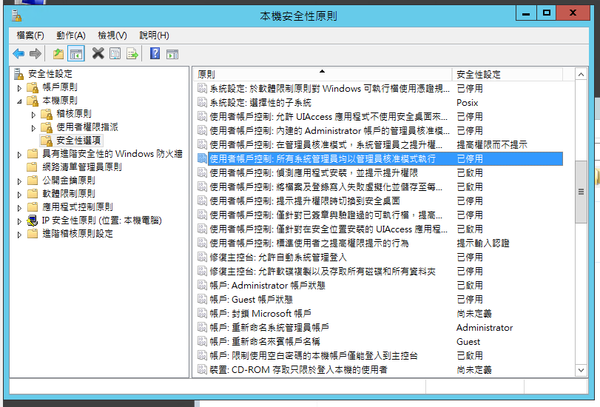 本機安全性原則
檔案(F) 動作(A) 檢視(V) 說明(H)
安全性設定
帳戶原則
本機原則
稽核原則
使用者權限指派
安全性選項
具有進階安全性的 Windows 防火牆
網路清單管理員原則
公開金鑰原則
軟體限制原則
應用程式控制原則
IP 安全性原則 (位置: 本機電腦)
進階稽核原則設定
原則 安全性設定
系統設定: 於軟體限制原則對 Windows 可執行檔使用憑證規... 已停用
系統設定: 選擇性的子系統 Posix
使用者帳戶控制: 允許 UIAccess 應用程式不使用安全桌面來... 已停用
使用者帳戶控制: 內建的 Administrator 帳戶的管理員核准模... 已停用
使用者帳戶控制: 在管理員核准模式，系統管理員之提升權... 提高權限而不提示
使用者帳戶控制: 所有系統管理員均以管理員核准模式執行 已停用
使用者帳戶控制: 偵測應用程式安裝，並提示提升權限 已啟用
使用者帳戶控制: 將檔案及登錄寫入失敗虛擬化並儲存至每... 已啟用
使用者帳戶控制: 提示提升權限時切換到安全桌面 已停用
使用者帳戶控制: 僅針對已簽章與驗證過的可執行檔，提高... 已停用
使用者帳戶控制: 僅針對在安全位置安裝的 UIAccess 應用程... 已啟用
使用者帳戶控制: 標準使用者之提高權限提示的行為 提示輸入認證
修復主控台: 允許自動系統管理登入 已停用
修復主控台: 允許軟碟複製以及存取所有磁碟和所有資料夾 已停用
帳戶: Administrator 帳戶狀態 已啟用
帳戶: Guest 帳戶狀態 已停用
帳戶: 封鎖 Microsoft 帳戶 尚未定義
帳戶: 重新命名系統管理員帳戶 Administrator
帳戶: 重新命名來賓帳戶名稱 Guest
帳戶: 限制使用空白密碼的本機帳戶僅能登入到主控台 已啟用
裝置: CD-ROM 存取只限於登入本機的使用者 尚未定義